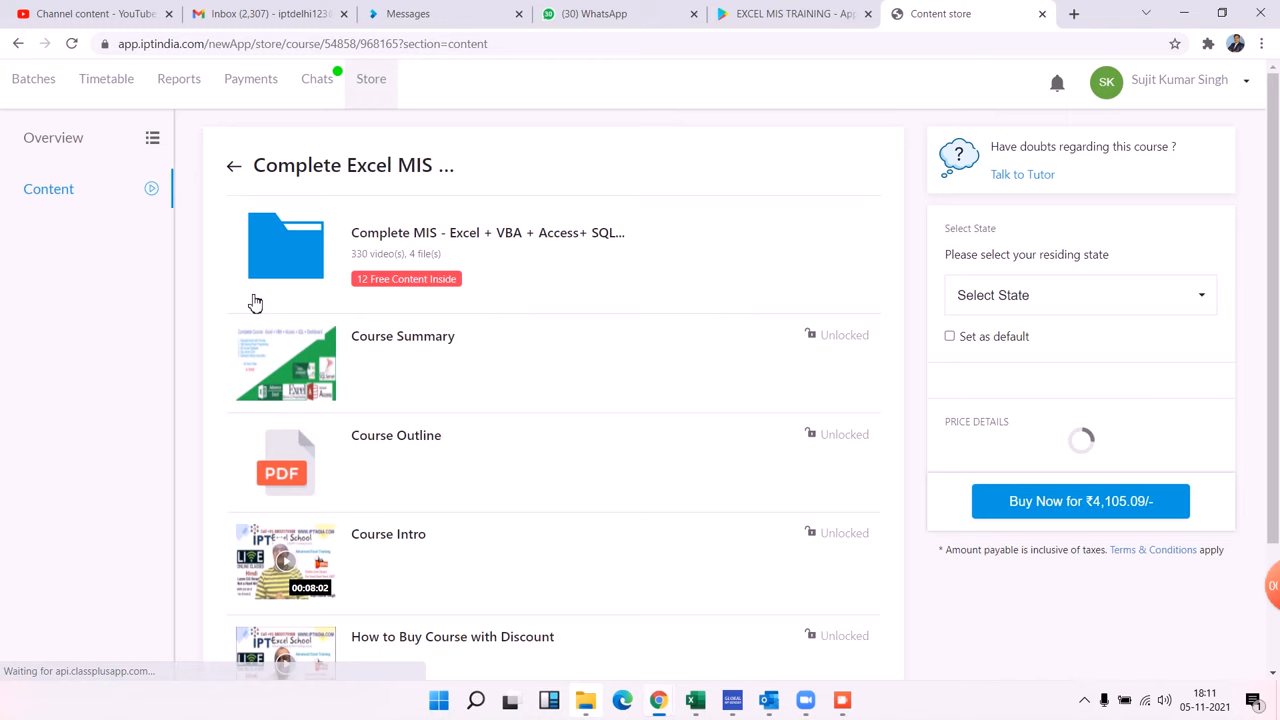 Channel content - YouTube
Inbox (2,307) - iptdelhi1234
Messages
(30) WhatsApp
EXCEL MIS TRAINING - App
Content store
app.iptindia.com/newApp/store/course/54858/968165?section=content
Batches
Timetable
Reports
Payments
Chats
Store
SK
Sujit Kumar Singh
Overview
Content
Complete Excel MIS ...
Complete MIS - Excel + VBA + Access+ SQL...
330 video(s), 4 file(s)
12 Free Content Inside
Course Summary
Unlocked
Course Outline
Unlocked
PDF
Course Intro
Unlocked
00:08:02
How to Buy Course with Discount
Unlocked
Have doubts regarding this course ?
Talk to Tutor
Select State
Please select your residing state
Select State
Set as default
PRICE DETAILS
Buy Now for ₹4,105.09/-
* Amount payable inclusive of taxes. Terms & Conditions apply
Waiting for api.classplusapp.com...
18:11
05-11-2021